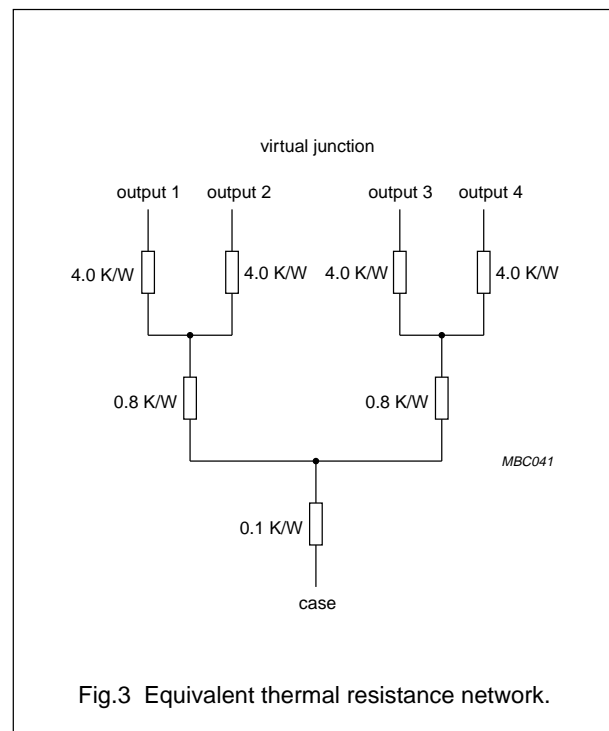 virtual junction
output 1 output 2 output 3 output 4
4.0 K/W 4.0 K/W 4.0 K/W 4.0 K/W
0.8 K/W 0.8 K/W
MBC041
0.1 K/W
case
Fig.3 Equivalent thermal resistance network.